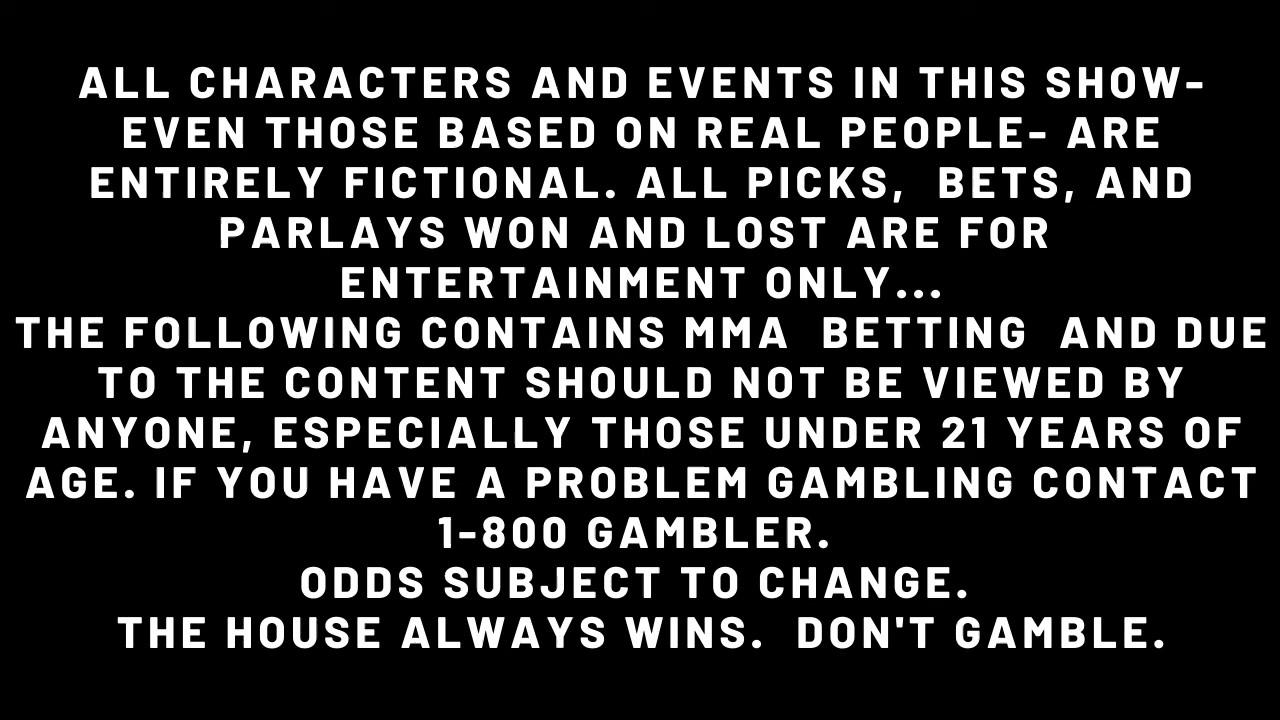 ALL CHARACTERS AND EVENTS IN THIS SHOW-
EVEN THOSE BASED ON REAL PEOPLE- ARE
ENTIRELY FICTIONAL. ALL PICKS,  BETS, AND
PARLAYS WON AND LOST ARE FOR
ENTERTAINMENT ONLY...
THE FOLLOWING CONTAINS MMA  BETTING  AND DUE
TO THE CONTENT SHOULD NOT BE VIEWED BY
ANYONE, ESPECIALLY THOSE UNDER 21 YEARS OF
AGE. IF YOU HAVE A PROBLEM GAMBLING CONTACT
1-800 GAMBLER.
ODDS SUBJECT TO CHANGE.
THE HOUSE ALWAYS WINS.  DON'T GAMBLE.